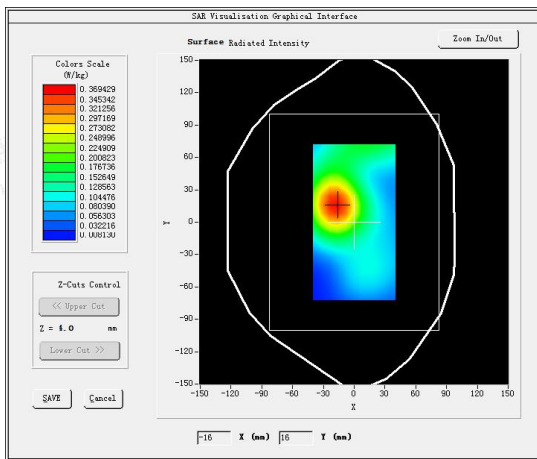 SAR Visualisation Graphical Interface
Surface Radiated Intensity
Zoom In/Out
Colors Scale
(W/kg)
0.369429
0.345342
0.321256
0.297169
0.273082
0.248996
0.224909
0.200823
0.176736
0.152649
0.128563
0.104476
0.080390
0.056303
0.032216
0.008130
150
120
90
60
30
0
-30
-60
-90
-120
-150
Y
-150 -120 -90 -60 -30 0 30 60 90 120 150
X
Z-Cuts Control
<< Upper Cut
Z = 4.0 mm
Lower Cut >>
SAVE Cancel
-16 X (mm) 16 Y (mm)